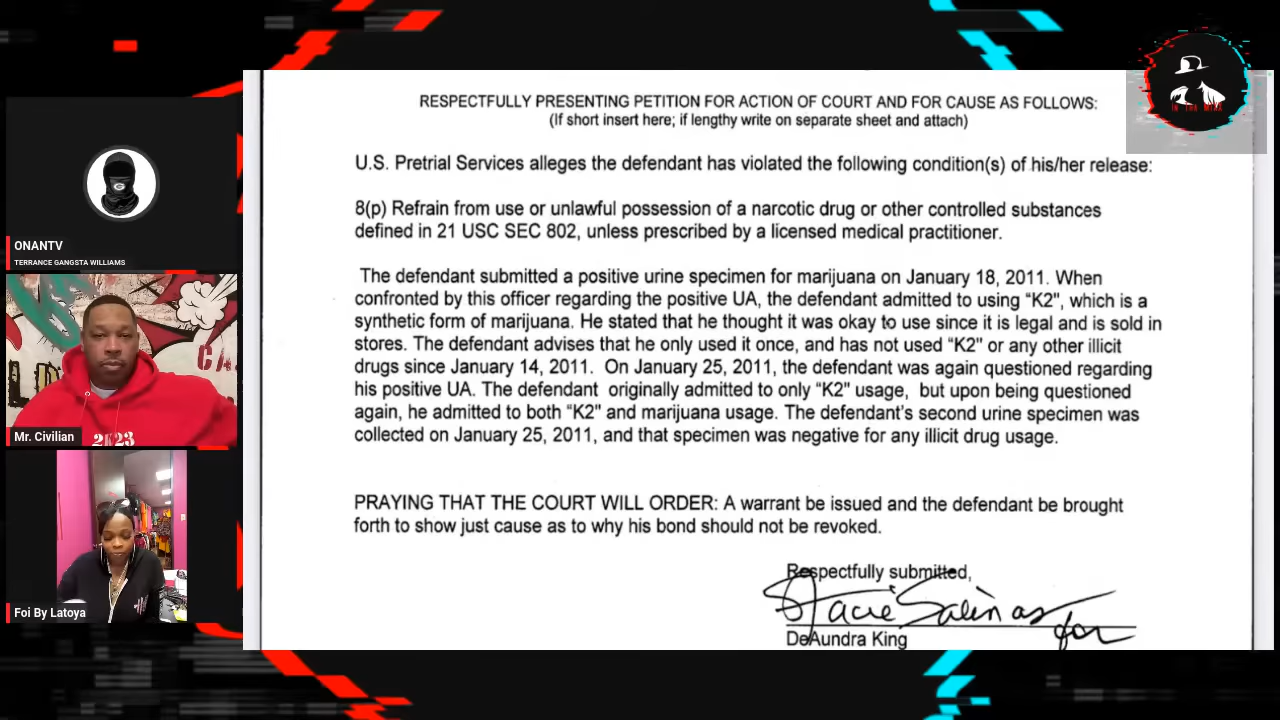 RESPECTFULLY PRESENTING PETITION FOR ACTION OF COURT AND FOR CAUSE AS FOLLOWS:
(If short insert here; if lengthy write on separate sheet and attach)
U.S. Pretrial Services alleges the defendant has violated the following condition(s) of his/her release:
8(p) Refrain from use or unlawful possession of a narcotic drug or other controlled substances
defined in 21 USC SEC 802, unless prescribed by a licensed medical practitioner.
The defendant submitted a positive urine specimen for marijuana on January 18, 2011. When
confronted by this officer regarding the positive UA, the defendant admitted to using “K2”, which is a
synthetic form of marijuana. He stated that he thought it was okay to use since it is legal and is sold in
stores. The defendant advises that he only used it once, and has not used “K2” or any other illicit
drugs since January 14, 2011. On January 25, 2011, the defendant was again questioned regarding
his positive UA. The defendant originally admitted to only “K2” usage, but upon being questioned
again, he admitted to both “K2” and marijuana usage. The defendant's second urine specimen was
collected on January 25, 2011, and that specimen was negative for any illicit drug usage.
PRAYING THAT THE COURT WILL ORDER: A warrant be issued and the defendant be brought
forth to show just cause as to why his bond should not be revoked.
Respectfully submitted,
Stacie Salinas for
DeAundra King
ONANTV
TERRANCE GANGSTA WILLIAMS
Mr. Civilian
2K23
Foi By Latoya